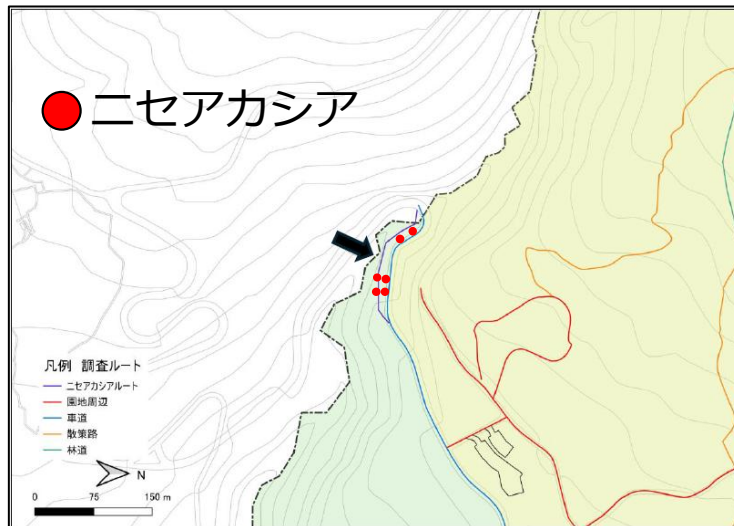 ニセアカシア
凡例 調査ルート
ニセアカシアルート
園地周辺
車道
散策路
林道
N
0 75 150 m